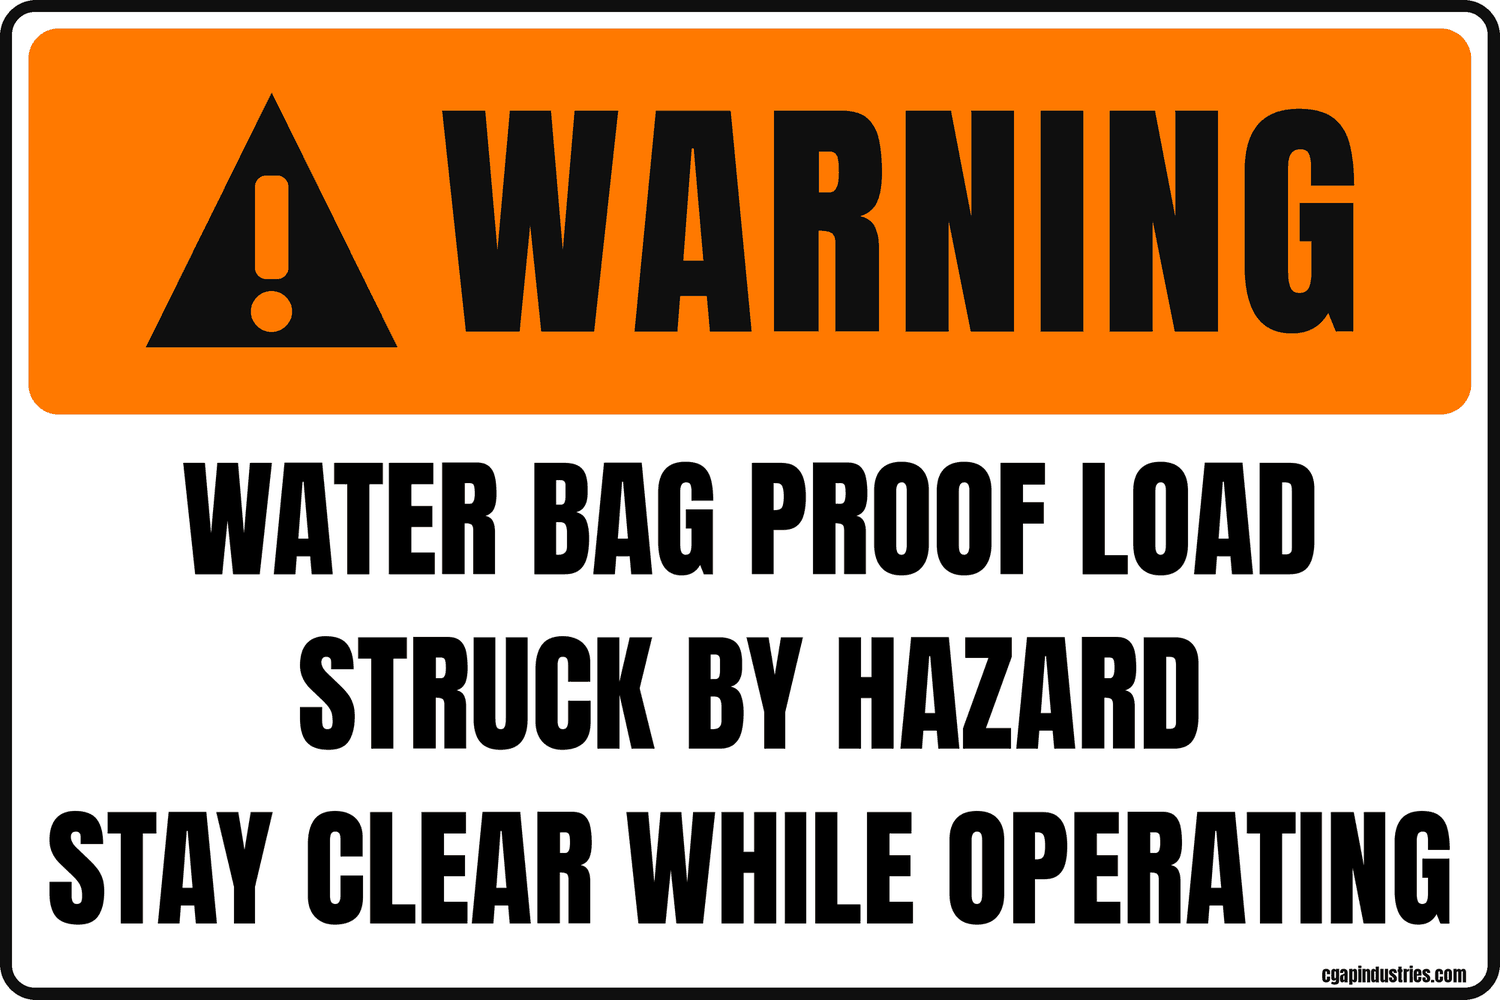 WARNING
WATER BAG PROOF LOAD
STRUCK BY HAZARD
STAY CLEAR WHILE OPERATING
cgapindustries.com